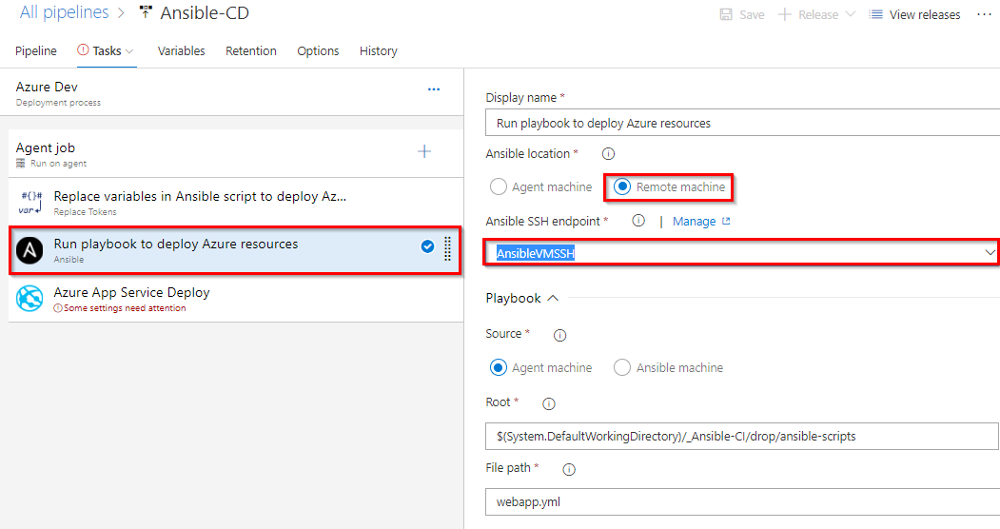 All pipelines > Ansible-CD
Save + Release View releases ...
Pipeline Tasks Variables Retention Options History
Azure Dev
Deployment process
...
Agent job
Run on agent
#{}#
var
Replace variables in Ansible script to deploy Az...
Replace Tokens
A
Run playbook to deploy Azure resources
Ansible
Azure App Service Deploy
Some settings need attention
Display name *
Run playbook to deploy Azure resources
Ansible location *
Agent machine Remote machine
Ansible SSH endpoint * | Manage
AnsibleVMSSH
Playbook
Source *
Agent machine Ansible machine
Root *
$(System.DefaultWorkingDirectory)/_Ansible-CI/drop/ansible-scripts
File path *
webapp.yml